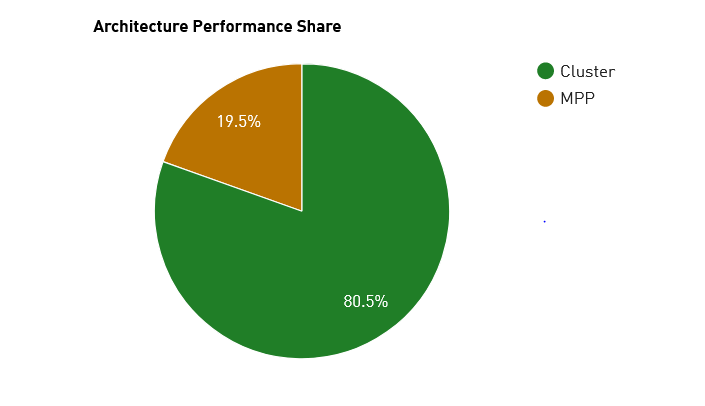 Architecture Performance Share
Cluster
MPP
19.5%
80.5%